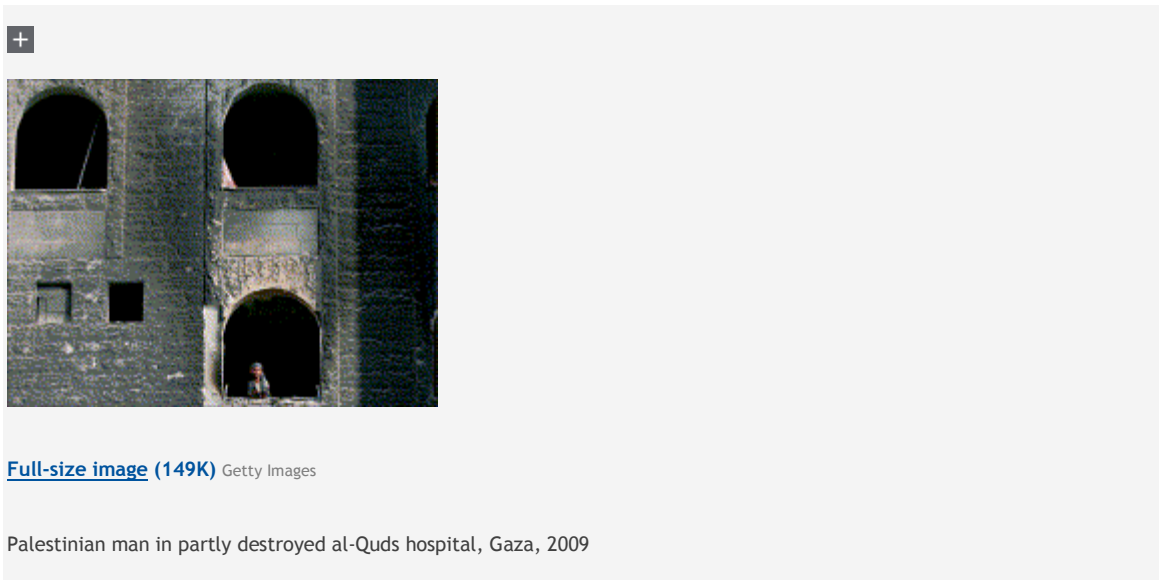 Full-size image (149K) Getty Images
Palestinian man in partly destroyed al-Quds hospital, Gaza, 2009